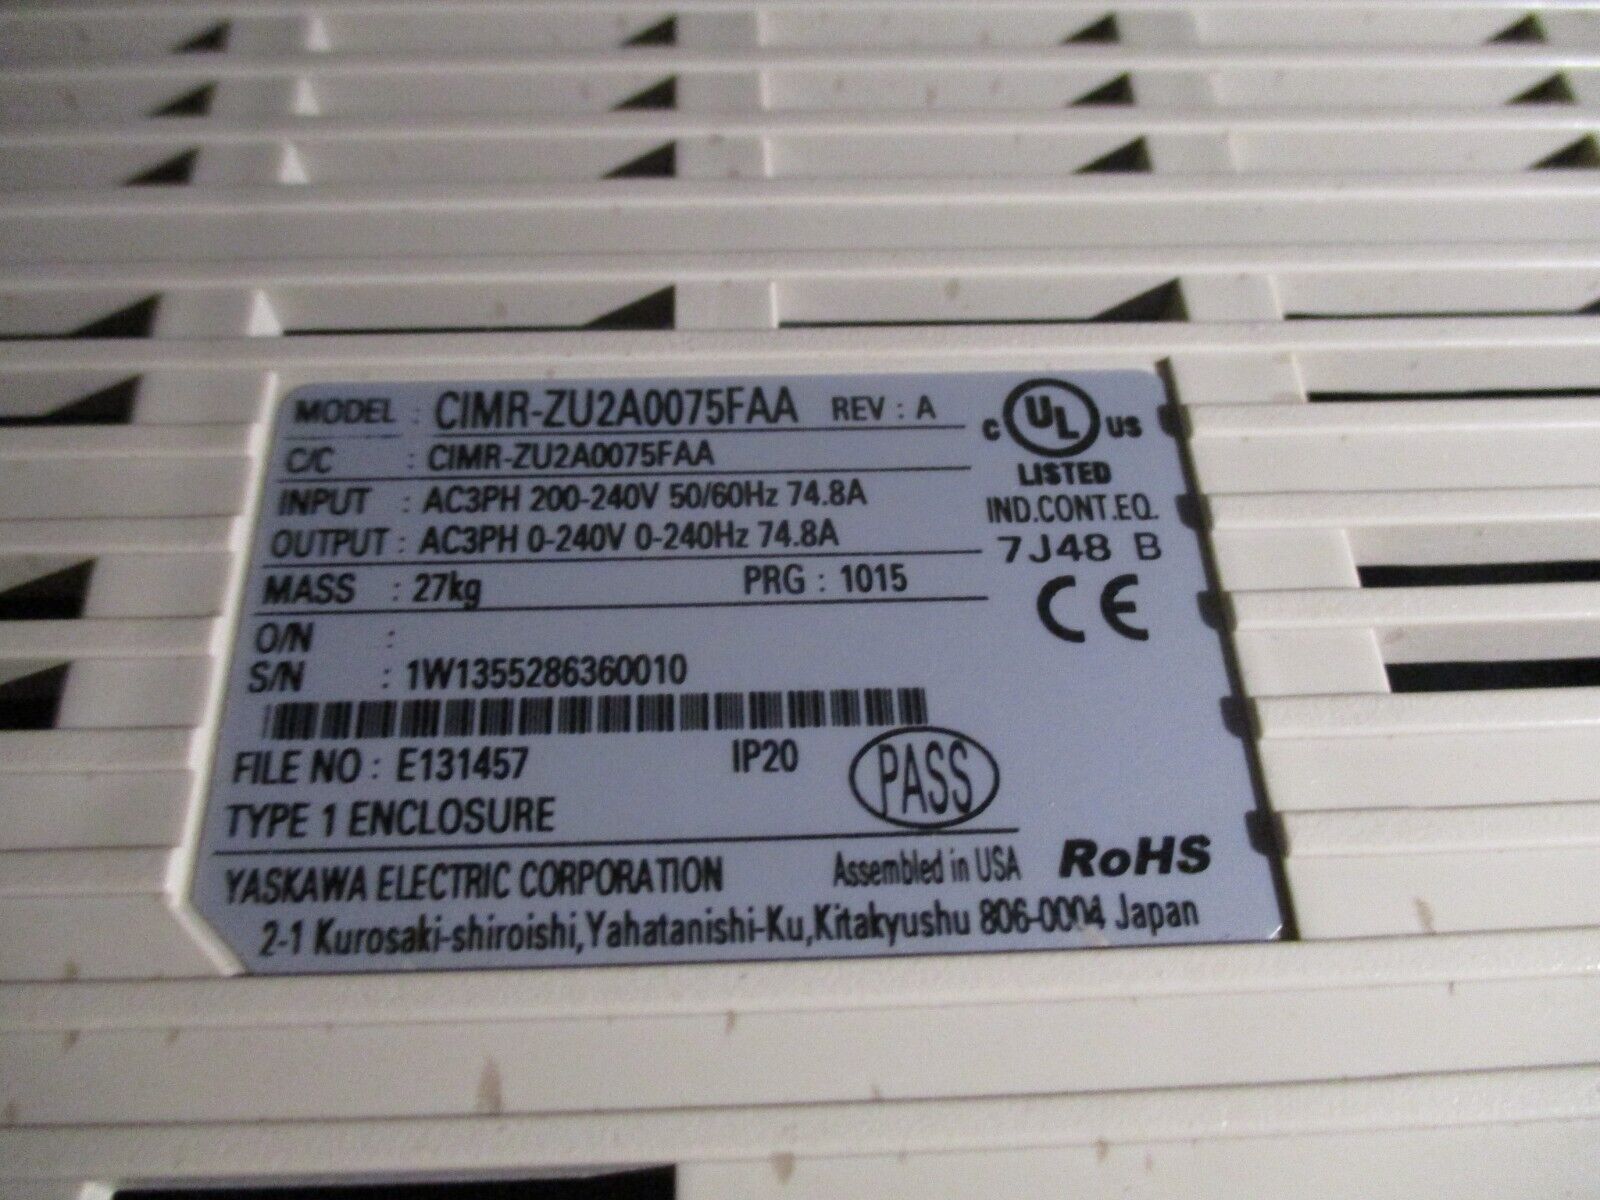 MODEL : CIMR-ZU2A0075FAA REV : A
C/C : CIMR-ZU2A0075FAA
INPUT : AC3PH 200-240V 50/60Hz 74.8A
OUTPUT : AC3PH 0-240V 0-240Hz 74.8A
MASS : 27kg PRG : 1015
O/N :
S/N : 1W1355286360010
FILE NO : E131457 IP20
TYPE 1 ENCLOSURE
PASS
C UL US
LISTED
IND.CONT.EQ.
7J48 B
CE
YASKAWA ELECTRIC CORPORATION Assembled in USA RoHS
2-1 Kurosaki-shiroishi,Yahatanishi-Ku,Kitakyushu 806-0004 Japan